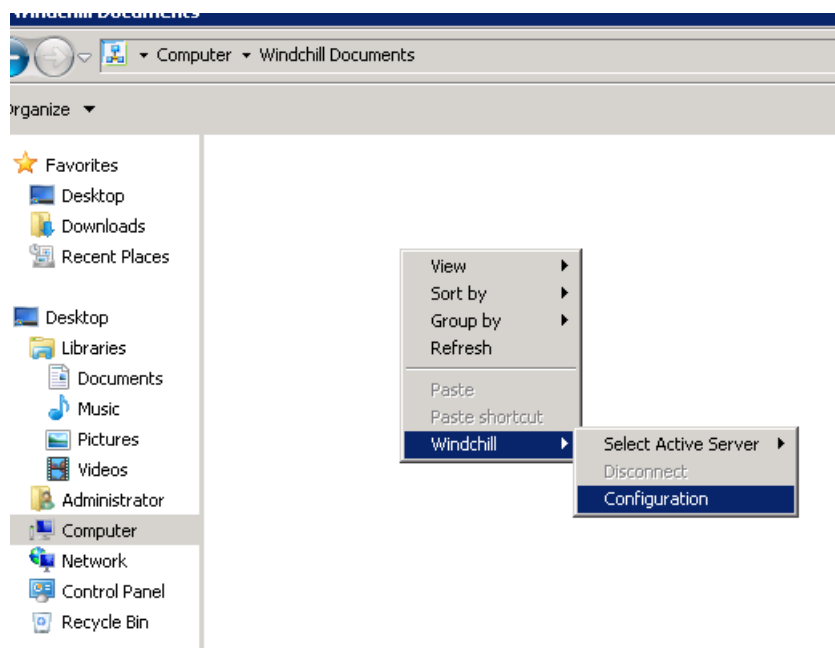 Windchill Documents
Computer Windchill Documents
Organize
Favorites
Desktop
Downloads
Recent Places
Desktop
Libraries
Documents
Music
Pictures
Videos
Administrator
Computer
Network
Control Panel
Recycle Bin
View
Sort by
Group by
Refresh
Paste
Paste shortcut
Windchill
Select Active Server
Disconnect
Configuration